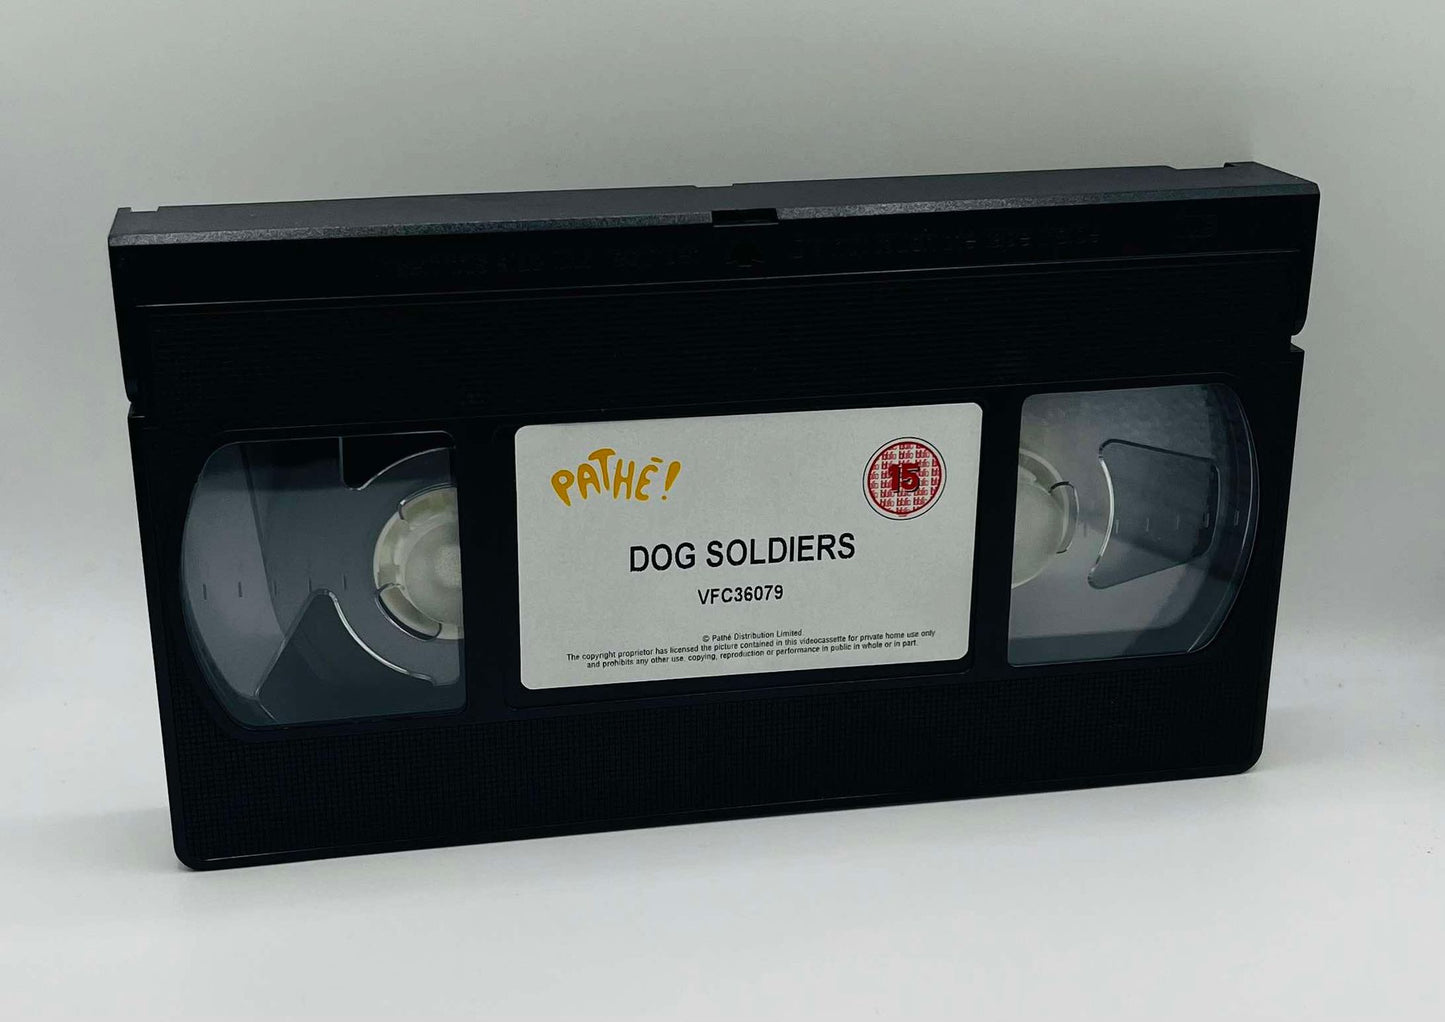 PATHÉ!
15
DOG SOLDIERS
VFC36079
© Pathé Distribution Limited.
The copyright proprietor has licensed the picture contained in this videocassette for private home use only
and prohibits any other use, copying, reproduction or performance in public in whole or in part.